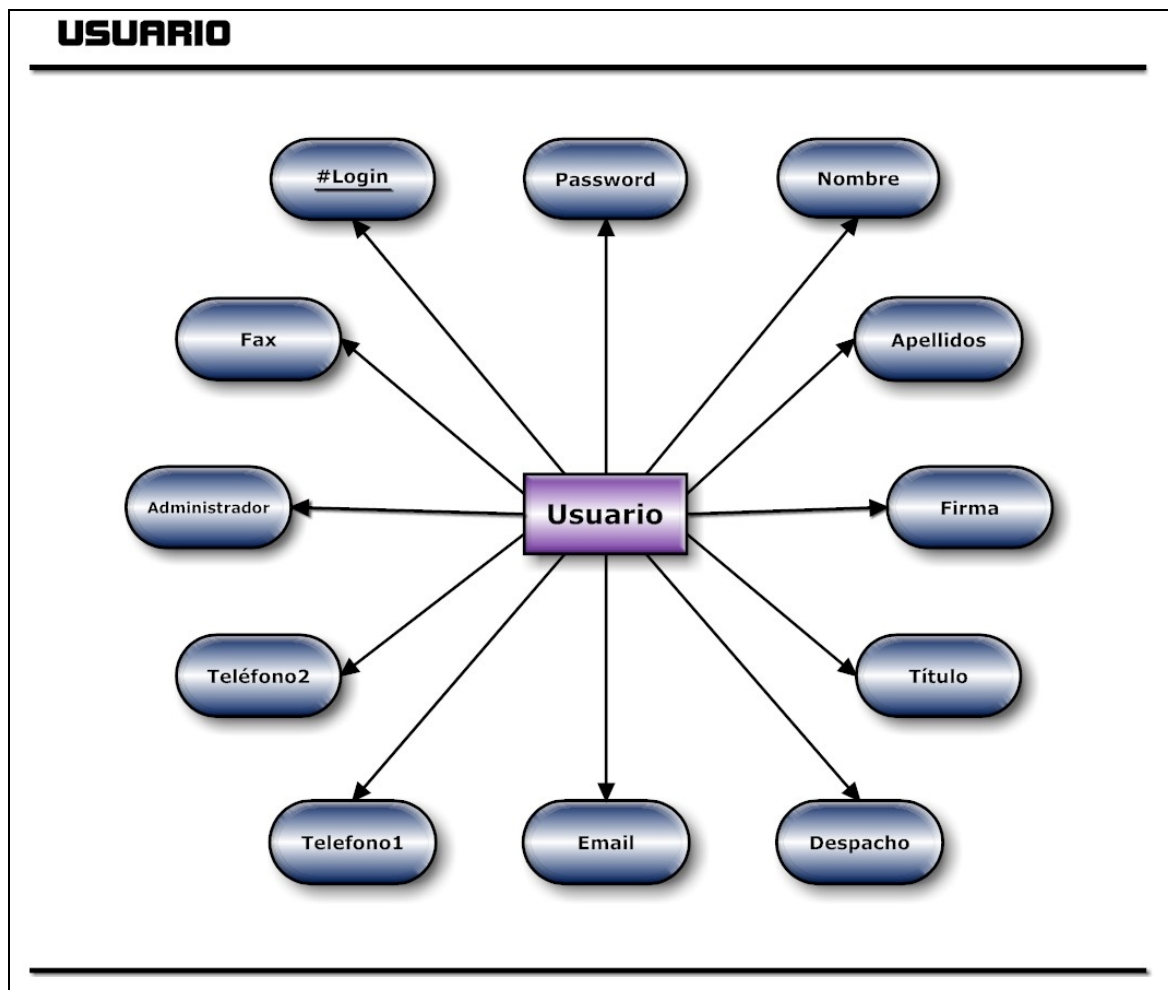 USUARIO
#Login
Password
Nombre
Fax
Apellidos
Administrador
Usuario
Firma
Teléfono2
Título
Telefono1
Email
Despacho